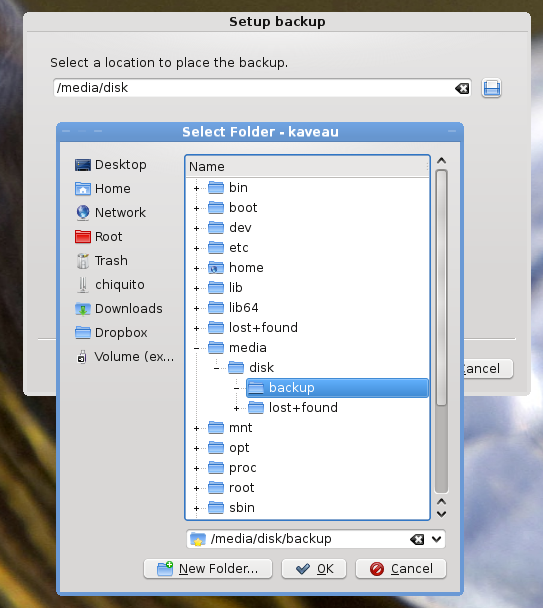 Setup backup
Select a location to place the backup.
/media/disk
Select Folder - kaveau
Desktop
Home
Network
Root
Trash
chiquito
Downloads
Dropbox
Volume (ex...
Name
bin
boot
dev
etc
home
lib
lib64
lost+found
media
disk
backup
lost+found
mnt
opt
proc
root
sbin
/media/disk/backup
New Folder...
OK
Cancel
ancel